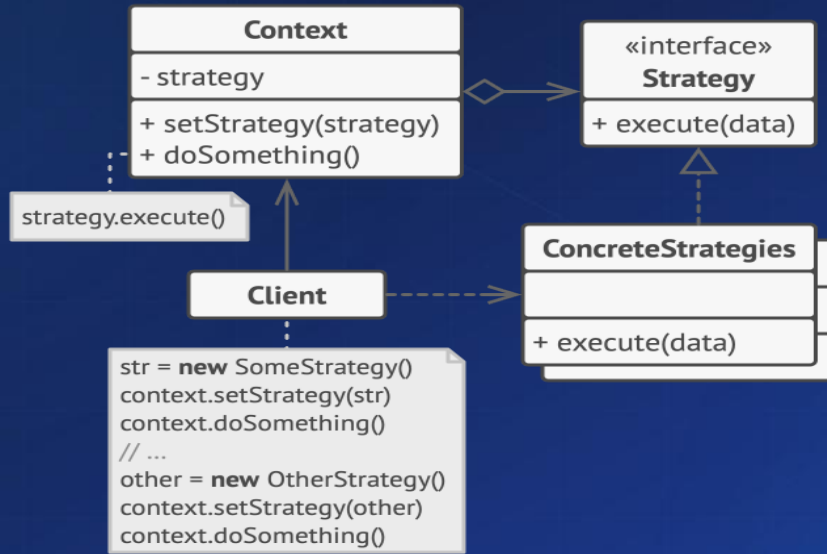 Context
- strategy
+ setStrategy(strategy)
+ doSomething()
strategy.execute()
«interface»
Strategy
+ execute(data)
ConcreteStrategies
+ execute(data)
Client
str = new SomeStrategy()
context.setStrategy(str)
context.doSomething()
// ...
other = new OtherStrategy()
context.setStrategy(other)
context.doSomething()